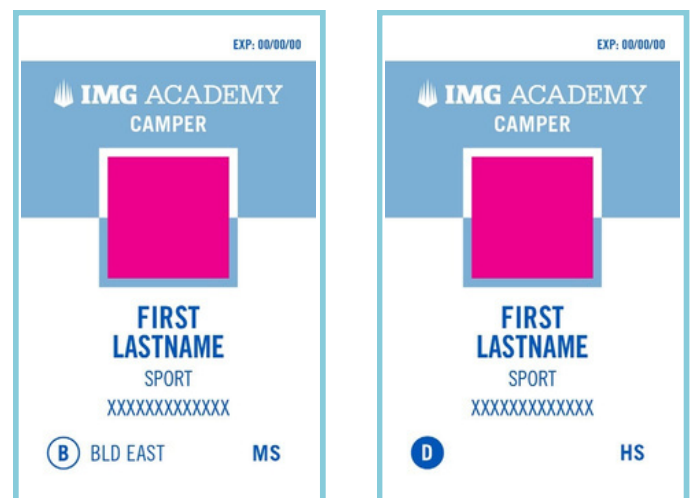 EXP: 00/00/00
IMG ACADEMY
CAMPER
FIRST
LASTNAME
SPORT
XXXXXXXXXXXXX
B BLD EAST MS
EXP: 00/00/00
IMG ACADEMY
CAMPER
FIRST
LASTNAME
SPORT
XXXXXXXXXXXXX
D HS